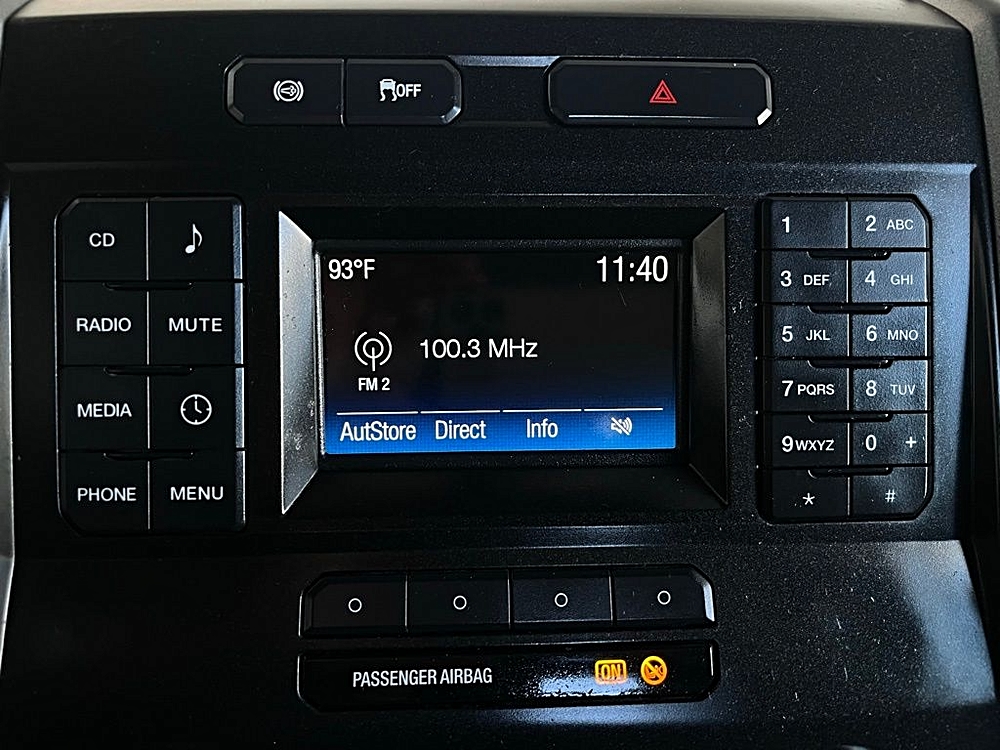 OFF
CD
RADIO MUTE
MEDIA
PHONE MENU
93°F 11:40
100.3 MHz
FM 2
AutStore Direct Info
1 2 ABC
3 DEF 4 GHI
5 JKL 6 MNO
7 PQRS 8 TUV
9 WXYZ 0 +
* #
PASSENGER AIRBAG ON